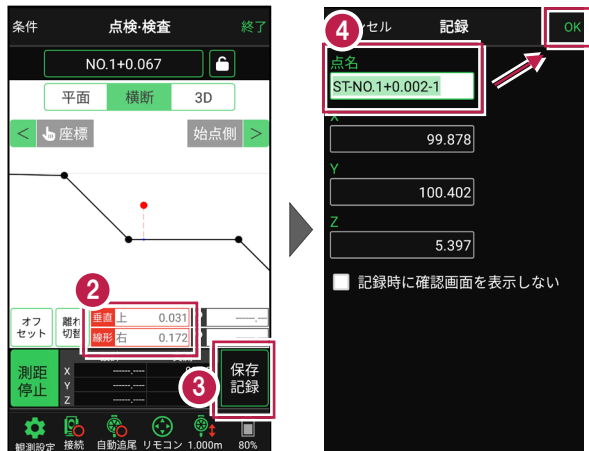 条件 点検・検査 終了
NO.1+0.067
平面 横断 3D
< 座標 始点側 >
2
オフ
セット
離れ
切替
垂直 上 0.031
線形 右 0.172
測距
停止
X
Y
Z
3
保存
記録
観測設定 接続 自動追尾 リモコン 1.000m 80%
4
セル 記録 OK
点名
ST-NO.1+0.002-1
X
99.878
Y
100.402
Z
5.397
記録時に確認画面を表示しない